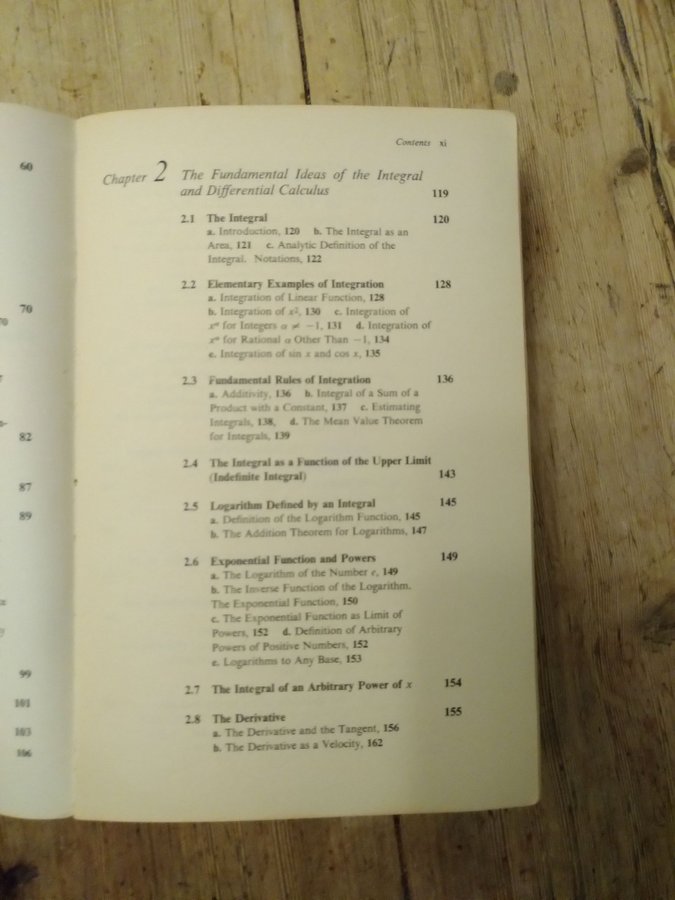 60
70
70
82
87
89
99
101
103
106
Contents xi
Chapter 2 The Fundamental Ideas of the Integral
and Differential Calculus 119
2.1 The Integral 120
a. Introduction, 120 b. The Integral as an
Area, 121 c. Analytic Definition of the
Integral. Notations, 122
2.2 Elementary Examples of Integration 128
a. Integration of Linear Function, 128
b. Integration of x², 130 c. Integration of
xᵅ for Integers α ≠ −1, 131 d. Integration of
xᵅ for Rational α Other Than −1, 134
e. Integration of sin x and cos x, 135
2.3 Fundamental Rules of Integration 136
a. Additivity, 136 b. Integral of a Sum of a
Product with a Constant, 137 c. Estimating
Integrals, 138, d. The Mean Value Theorem
for Integrals, 139
2.4 The Integral as a Function of the Upper Limit
(Indefinite Integral) 143
2.5 Logarithm Defined by an Integral 145
a. Definition of the Logarithm Function, 145
b. The Addition Theorem for Logarithms, 147
2.6 Exponential Function and Powers 149
a. The Logarithm of the Number e, 149
b. The Inverse Function of the Logarithm.
The Exponential Function, 150
c. The Exponential Function as Limit of
Powers, 152 d. Definition of Arbitrary
Powers of Positive Numbers, 152
e. Logarithms to Any Base, 153
2.7 The Integral of an Arbitrary Power of x 154
2.8 The Derivative 155
a. The Derivative and the Tangent, 156
b. The Derivative as a Velocity, 162